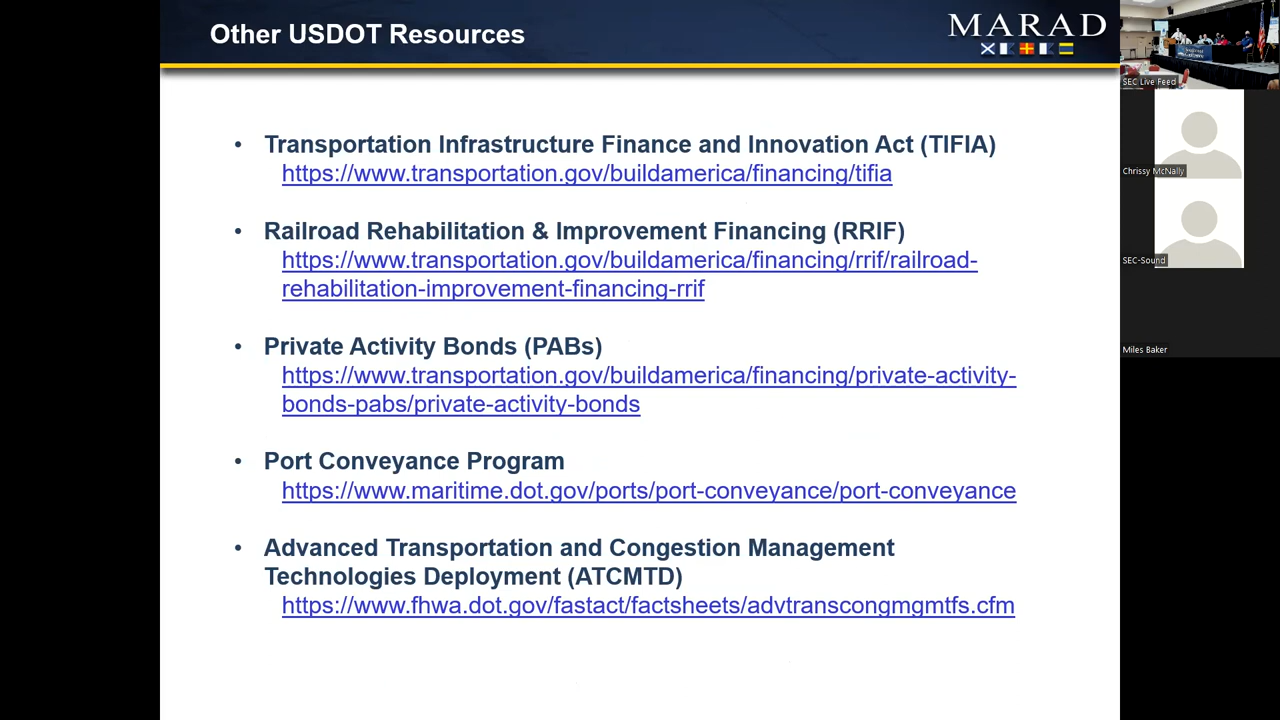 Other USDOT Resources
MARAD
• Transportation Infrastructure Finance and Innovation Act (TIFIA)
https://www.transportation.gov/buildamerica/financing/tifia
• Railroad Rehabilitation & Improvement Financing (RRIF)
https://www.transportation.gov/buildamerica/financing/rrif/railroad-
rehabilitation-improvement-financing-rrif
• Private Activity Bonds (PABs)
https://www.transportation.gov/buildamerica/financing/private-activity-
bonds-pabs/private-activity-bonds
• Port Conveyance Program
https://www.maritime.dot.gov/ports/port-conveyance/port-conveyance
• Advanced Transportation and Congestion Management
Technologies Deployment (ATCMTD)
https://www.fhwa.dot.gov/fastact/factsheets/advtranscongmgmtfs.cfm
SEC Live Feed
Chrissy McNally
SEC-Sound
Miles Baker